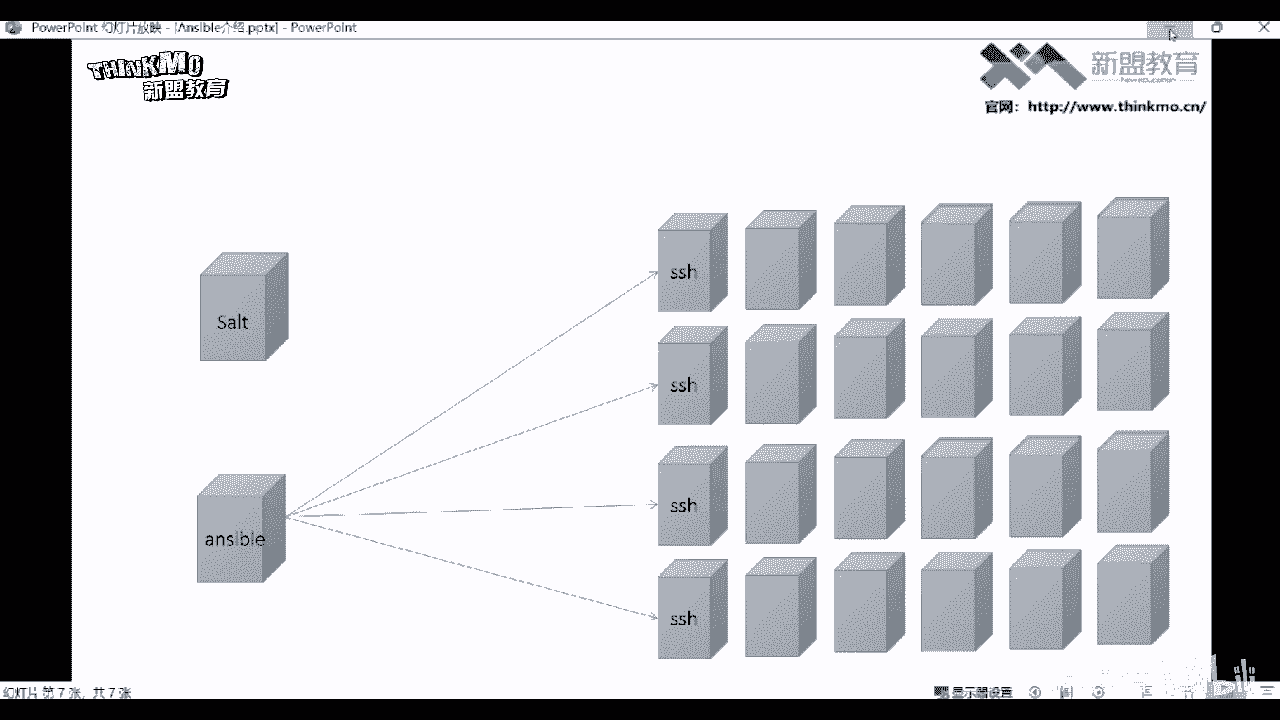 PowerPoint 幻灯片放映 - [Ansible介绍.pptx] - PowerPoint
THINKMO
新盟教育
新盟教育
官网：http://www.thinkmo.cn/
Salt
ansible
ssh
ssh
ssh
ssh
幻灯片 第 7 张，共 7 张
显示器设置